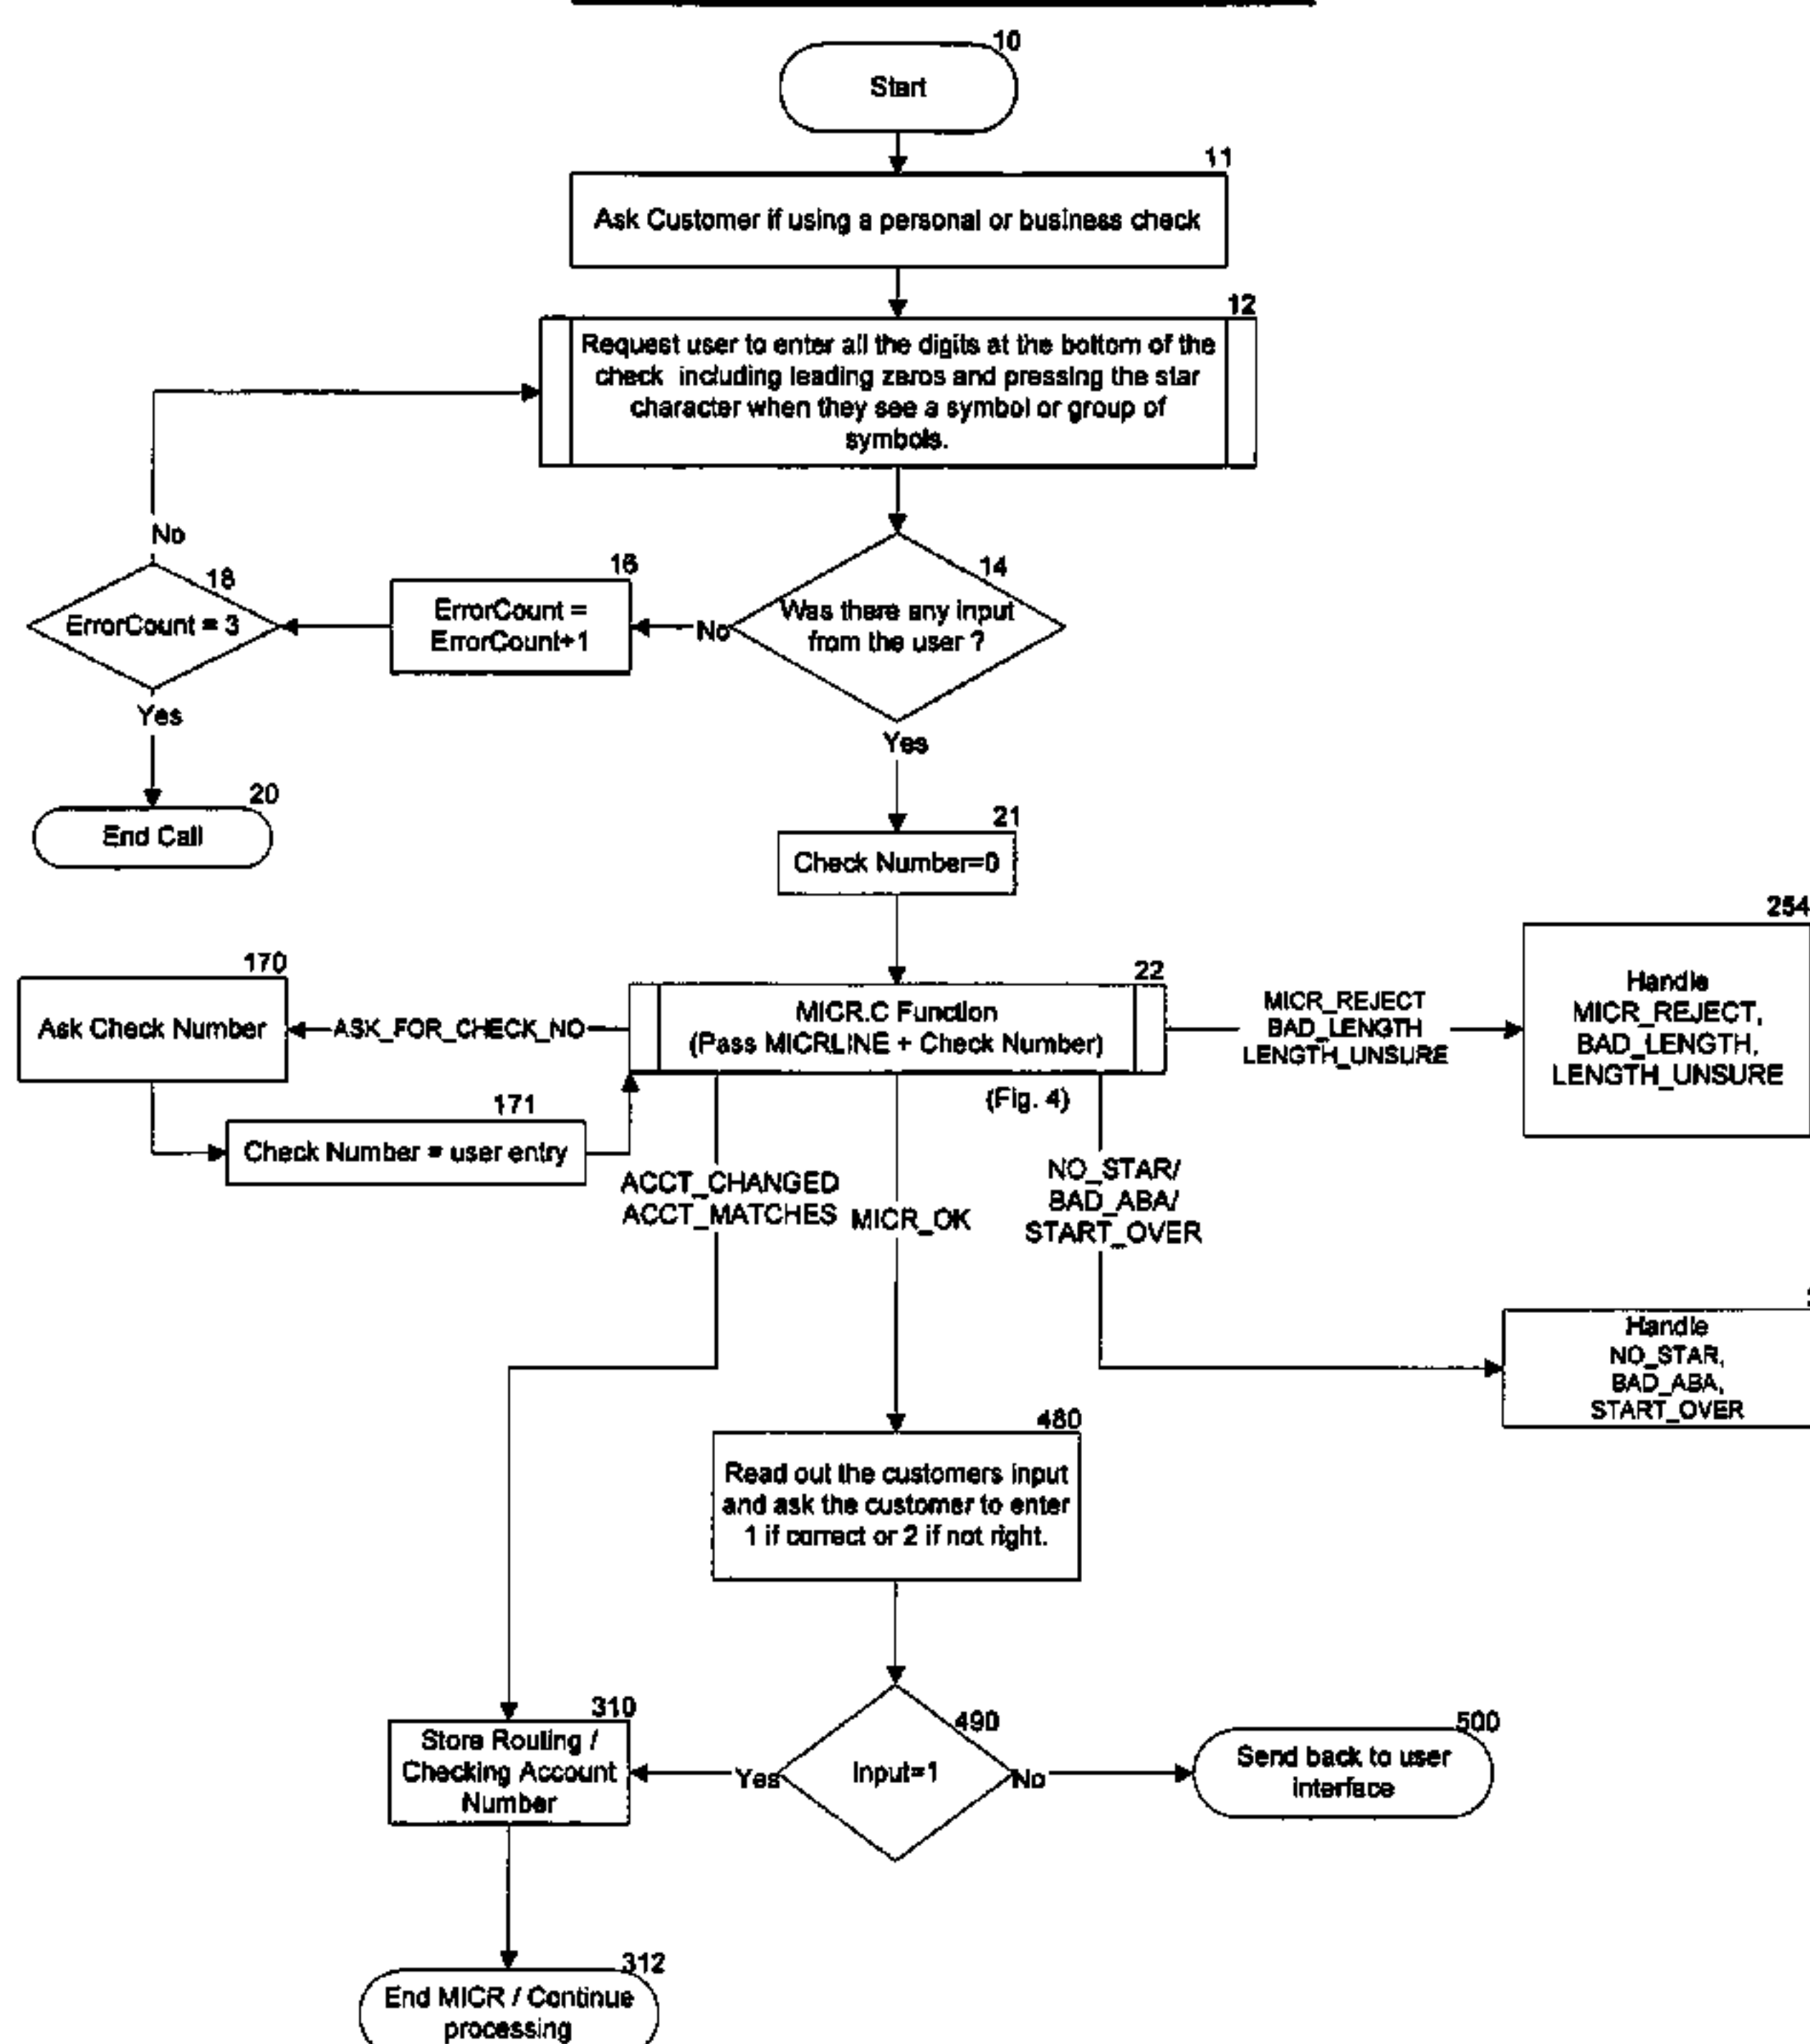 10
Start
11
Ask Customer if using a personal or business check
12
Request user to enter all the digits at the bottom of the
check including leading zeros and pressing the star
character when they see a symbol or group of
symbols.
No
18
ErrorCount = 3
16
ErrorCount =
ErrorCount+1
No
14
Was there any input
from the user ?
Yes
Yes
20
End Call
21
Check Number=0
254
170
22
Ask Check Number
ASK_FOR_CHECK_NO
MICR.C Function
(Pass MICRLINE + Check Number)
MICR_REJECT
BAD_LENGTH
LENGTH_UNSURE
Handle
MICR_REJECT,
BAD_LENGTH,
LENGTH_UNSURE
(Fig. 4)
171
Check Number = user entry
ACCT_CHANGED
ACCT_MATCHES
MICR_OK
NO_STAR/
BAD_ABA/
START_OVER
Handle
NO_STAR,
BAD_ABA,
START_OVER
480
Read out the customers input
and ask the customer to enter
1 if correct or 2 if not right.
310
Store Routing /
Checking Account
Number
Yes
490
Input=1
No
500
Send back to user
interface
312
End MICR / Continue
processing